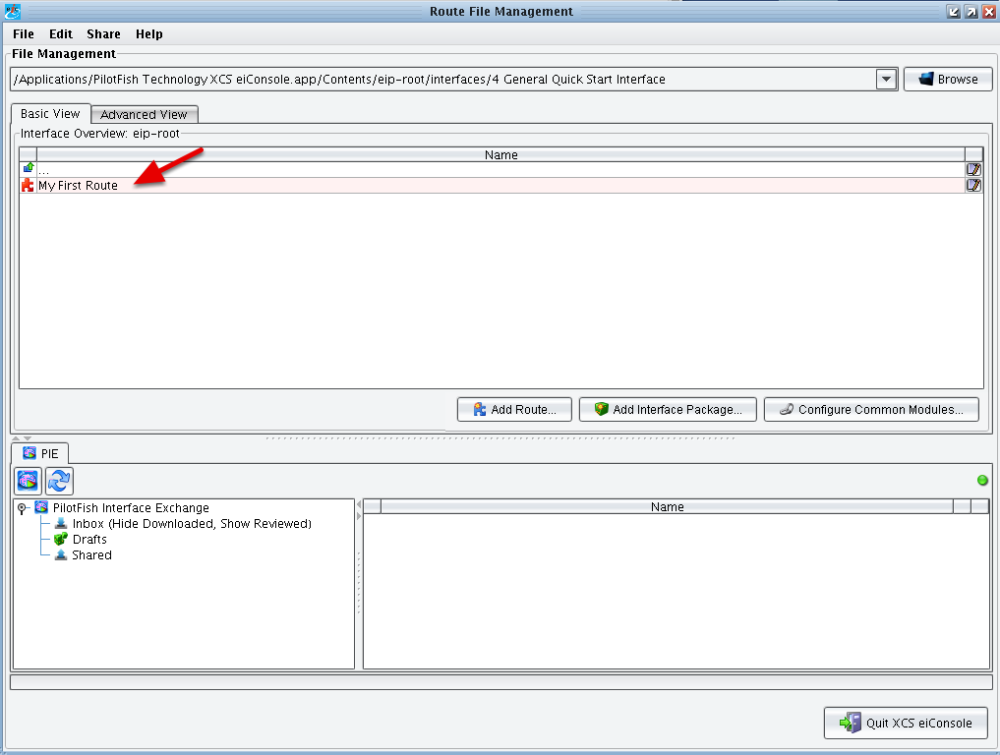 Route File Management
File Edit Share Help
File Management
/Applications/PilotFish Technology XCS eiConsole.app/Contents/eip-root/interfaces/4 General Quick Start Interface
Browse
Basic View Advanced View
Interface Overview: eip-root
Name
...
My First Route
Add Route... Add Interface Package... Configure Common Modules...
PIE
PilotFish Interface Exchange
Name
Inbox (Hide Downloaded, Show Reviewed)
Drafts
Shared
Quit XCS eiConsole